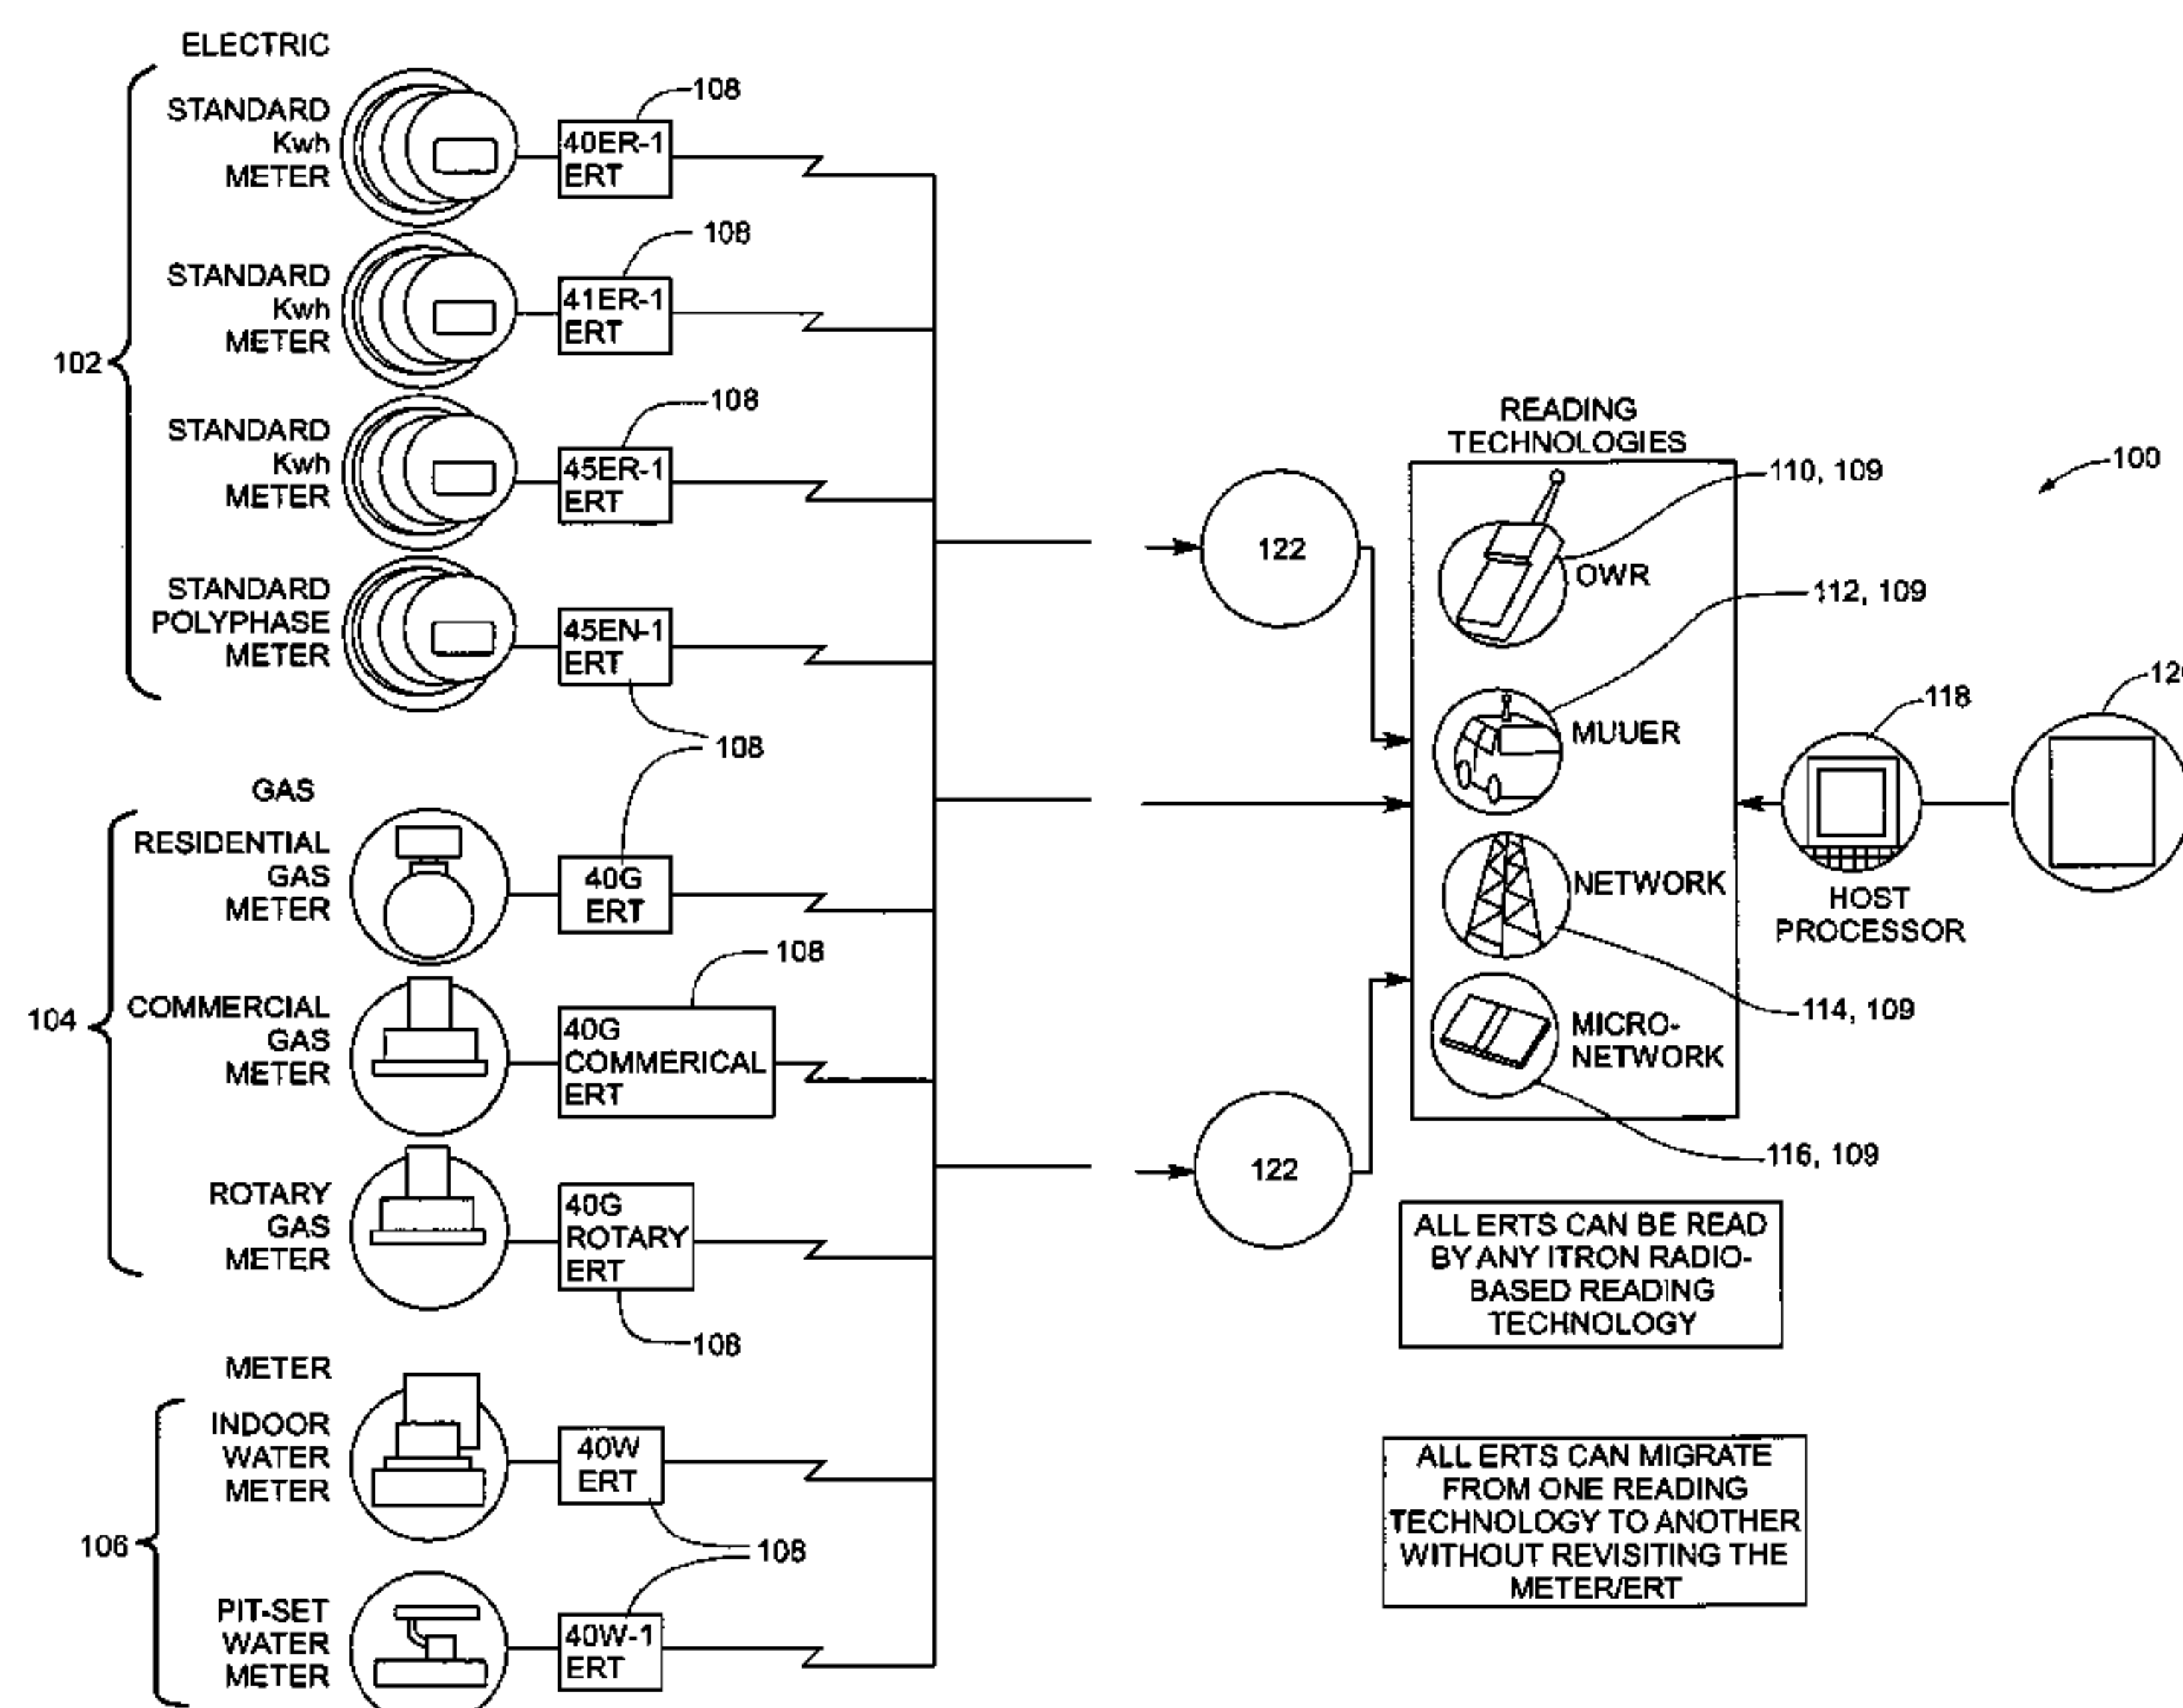 ELECTRIC
STANDARD
Kwh
METER
40ER-1
ERT
108
STANDARD
Kwh
METER
41ER-1
ERT
108
102
STANDARD
Kwh
METER
45ER-1
ERT
108
STANDARD
POLYPHASE
METER
45EN-1
ERT
108
GAS
RESIDENTIAL
GAS
METER
40G
ERT
104
COMMERCIAL
GAS
METER
40G
COMMERICAL
ERT
108
ROTARY
GAS
METER
40G
ROTARY
ERT
108
METER
INDOOR
WATER
METER
40W
ERT
106
108
PIT-SET
WATER
METER
40W-1
ERT
122
122
READING
TECHNOLOGIES
110, 109
OWR
112, 109
MUUER
NETWORK
114, 109
MICRO-
NETWORK
116, 109
100
118
HOST
PROCESSOR
ALL ERTS CAN BE READ
BY ANY ITRON RADIO-
BASED READING
TECHNOLOGY
ALL ERTS CAN MIGRATE
FROM ONE READING
TECHNOLOGY TO ANOTHER
WITHOUT REVISITING THE
METER/ERT